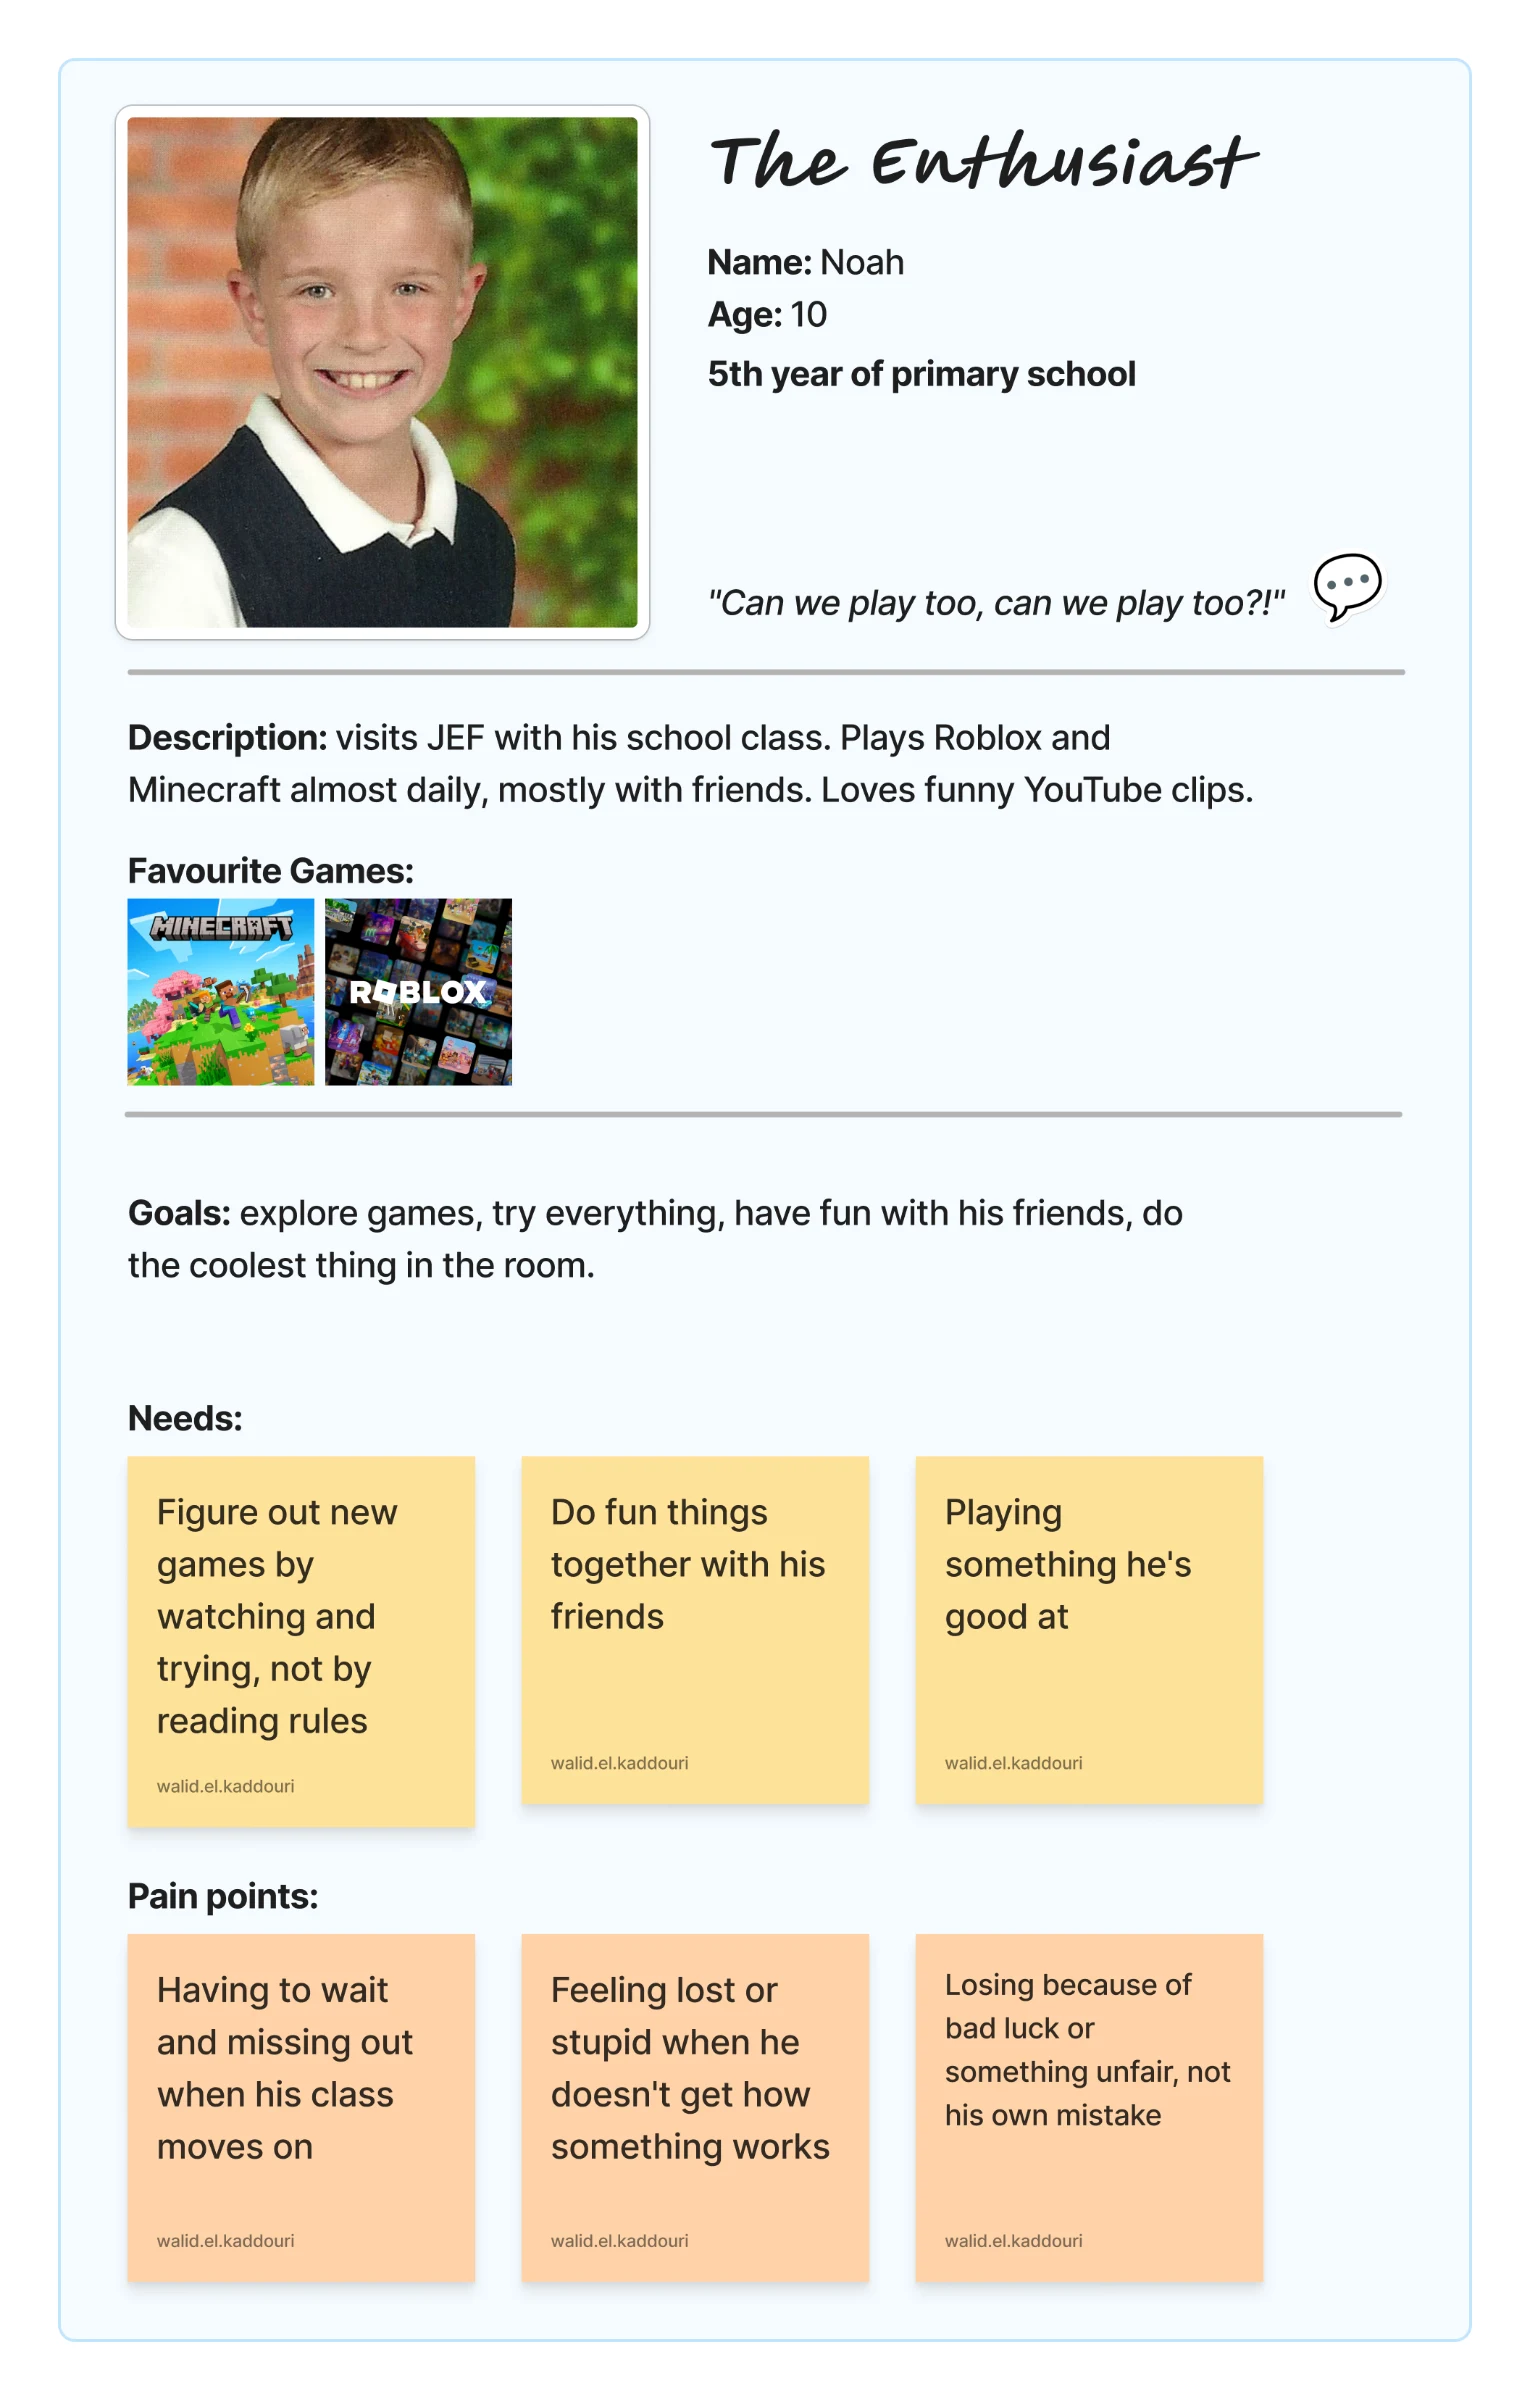 The Enthusiast
Name: Noah
Age: 10
5th year of primary school
"Can we play too, can we play too?!"
Description: visits JEF with his school class. Plays Roblox and
Minecraft almost daily, mostly with friends. Loves funny YouTube clips.
Favourite Games:
MINECRAFT
ROBLOX
Goals: explore games, try everything, have fun with his friends, do
the coolest thing in the room.
Needs:
Figure out new
games by
watching and
trying, not by
reading rules
walid.el.kaddouri
Do fun things
together with his
friends
walid.el.kaddouri
Playing
something he's
good at
walid.el.kaddouri
Pain points:
Having to wait
and missing out
when his class
moves on
walid.el.kaddouri
Feeling lost or
stupid when he
doesn't get how
something works
walid.el.kaddouri
Losing because of
bad luck or
something unfair, not
his own mistake
walid.el.kaddouri